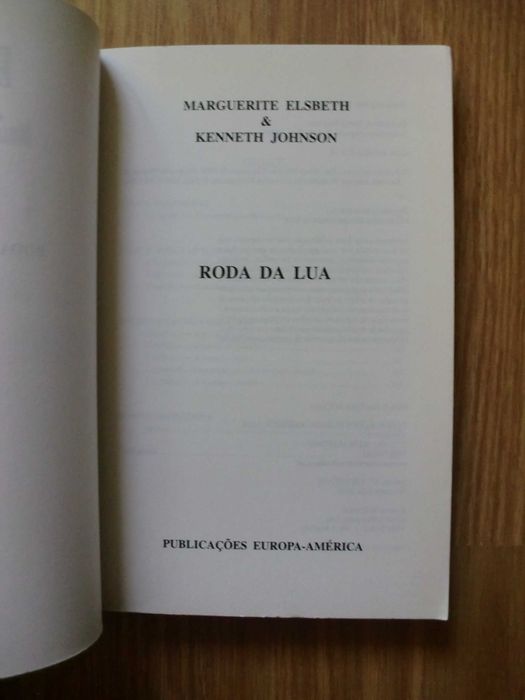 MARGUERITE ELSBETH
&
KENNETH JOHNSON
RODA DA LUA
PUBLICAÇÕES EUROPA-AMÉRICA